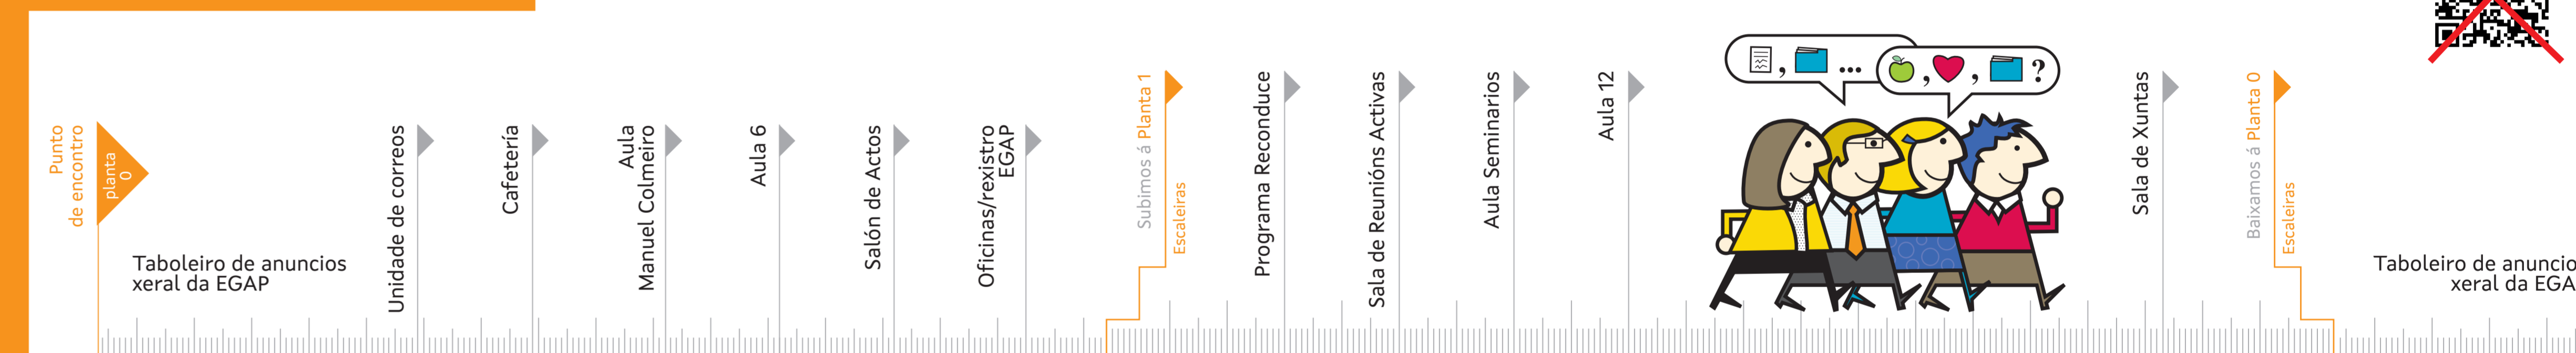 Punto
de encontro
planta
0
Taboleiro de anuncios
xeral da EGAP
Unidade de correos
Cafetería
Aula
Manuel Colmeiro
Aula 6
Salón de Actos
Oficinas/rexistro
EGAP
Subimos á Planta 1
Escaleiras
Programa Reconduce
Sala de Reunións Activas
Aula Seminarios
Aula 12
, ...
, , ?
Sala de Xuntas
Baixamos á Planta 0
Escaleiras
Taboleiro de anuncio
xeral da EGA